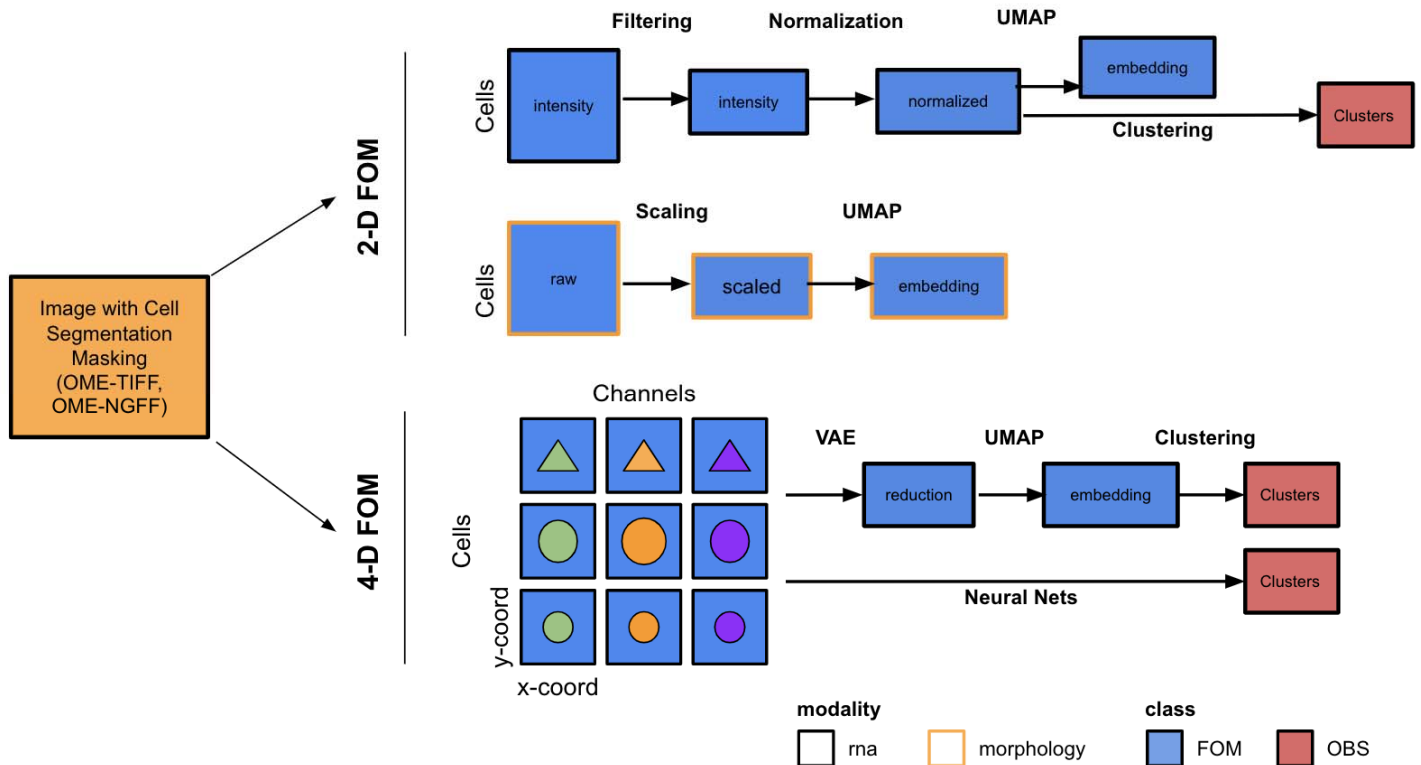 Filtering
Normalization
UMAP
Cells
intensity
intensity
normalized
embedding
Clustering
Clusters
2-D FOM
Scaling
UMAP
Cells
raw
scaled
embedding
Image with Cell
Segmentation
Masking
(OME-TIFF,
OME-NGFF)
4-D FOM
Channels
Cells
y-coord
x-coord
VAE
UMAP
Clustering
reduction
embedding
Clusters
Neural Nets
Clusters
modality
rna
morphology
class
FOM
OBS